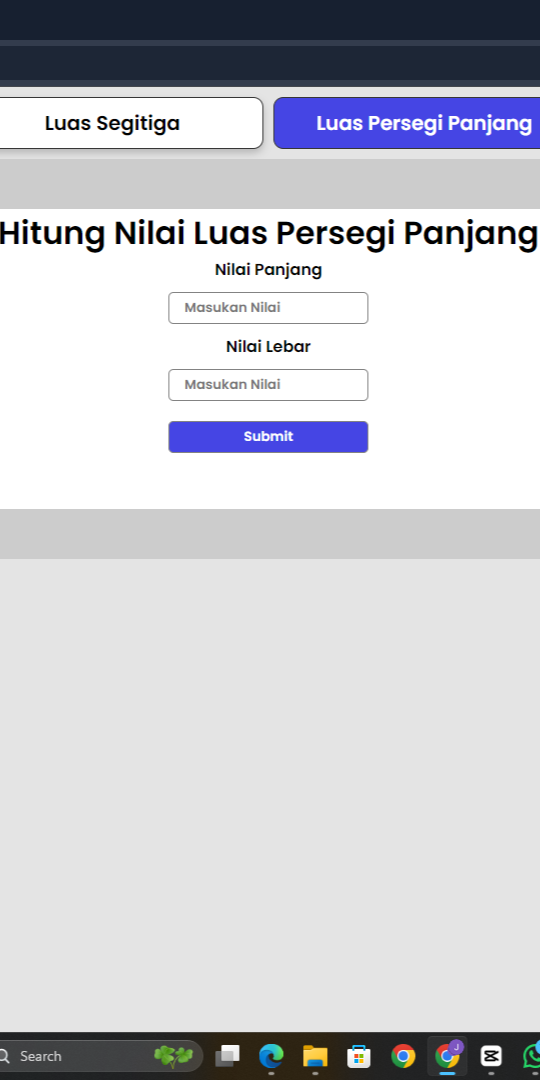 Luas Segitiga
Luas Persegi Panjang
Hitung Nilai Luas Persegi Panjang
Nilai Panjang
Masukan Nilai
Nilai Lebar
Masukan Nilai
Submit
Search
J